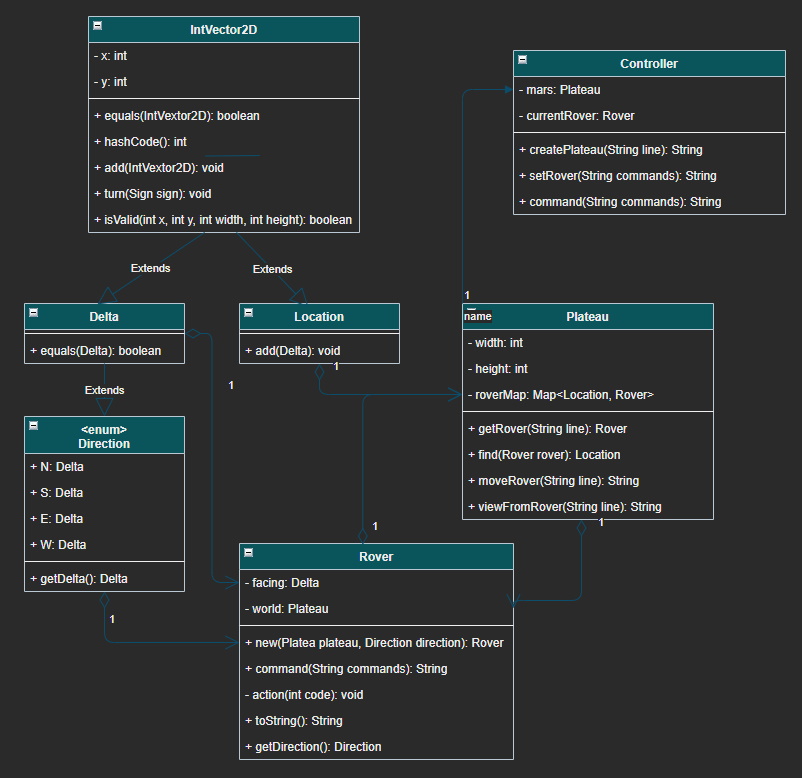 IntVector2D
- x: int
- y: int
+ equals(IntVextor2D): boolean
+ hashCode(): int
+ add(IntVextor2D): void
+ turn(Sign sign): void
+ isValid(int x, int y, int width, int height): boolean
Controller
- mars: Plateau
- currentRover: Rover
+ createPlateau(String line): String
+ setRover(String commands): String
+ command(String commands): String
Extends
Extends
Delta
+ equals(Delta): boolean
Location
+ add(Delta): void
1
1
1
name
Plateau
- width: int
- height: int
- roverMap: Map<Location, Rover>
+ getRover(String line): Rover
+ find(Rover rover): Location
+ moveRover(String line): String
+ viewFromRover(String line): String
1
Extends
<enum>
Direction
+ N: Delta
+ S: Delta
+ E: Delta
+ W: Delta
+ getDelta(): Delta
1
1
Rover
- facing: Delta
- world: Plateau
+ new(Platea plateau, Direction direction): Rover
+ command(String commands): String
- action(int code): void
+ toString(): String
+ getDirection(): Direction